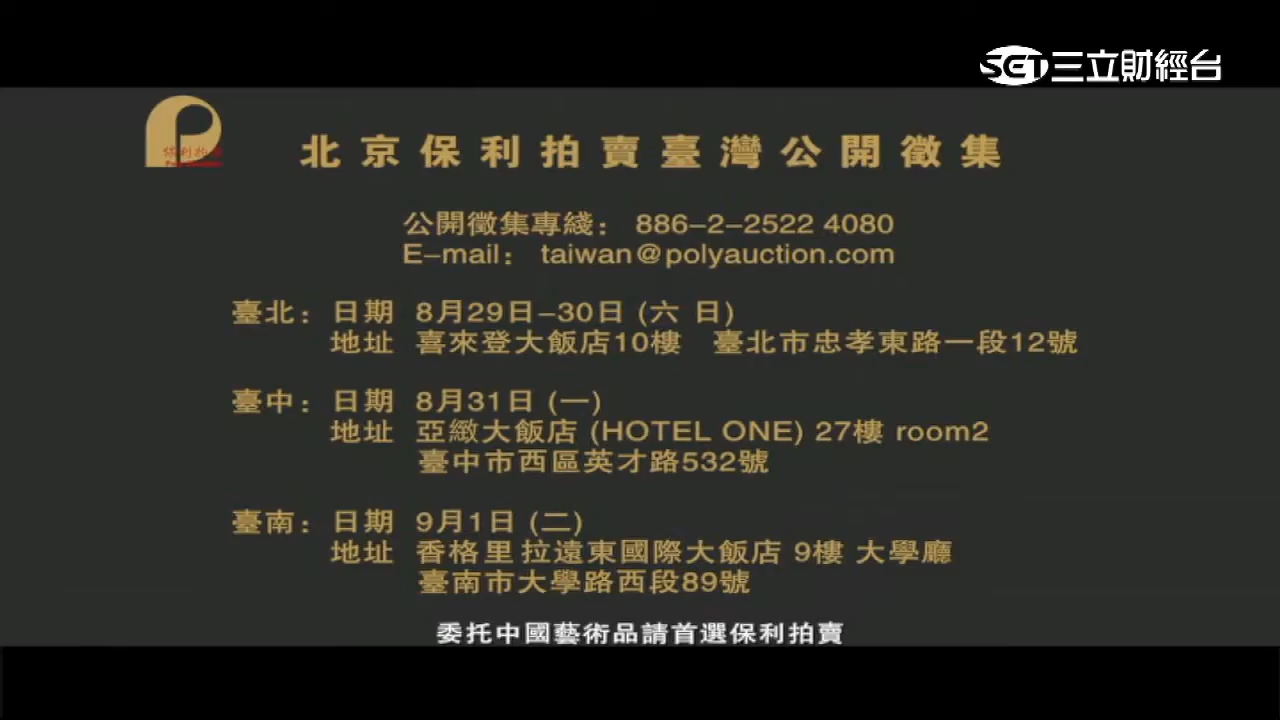 SET三立財經台
保利拍賣
北京保利拍賣臺灣公開徵集
公開徵集專綫： 886-2-2522 4080
E-mail： taiwan@polyauction.com
臺北： 日期 8月29日-30日 (六 日)
地址 喜來登大飯店10樓 臺北市忠孝東路一段12號
臺中： 日期 8月31日 (一)
地址 亞緻大飯店 (HOTEL ONE) 27樓 room2
臺中市西區英才路532號
臺南： 日期 9月1日 (二)
地址 香格里拉遠東國際大飯店 9樓 大學廳
臺南市大學路西段89號
委托中國藝術品請首選保利拍賣